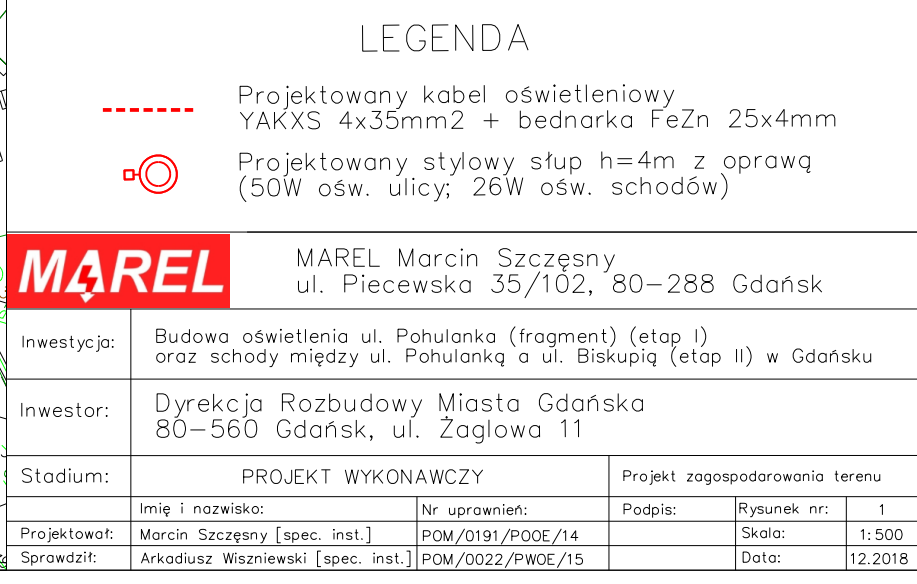 LEGENDA
Projektowany kabel oświetleniowy
YAKXS 4x35mm2 + bednarka FeZn 25x4mm
Projektowany stylowy słup h=4m z oprawą
(50W ośw. ulicy; 26W ośw. schodów)
MAREL
MAREL Marcin Szczęsny
ul. Piecewska 35/102, 80-288 Gdańsk
Inwestycja:
Budowa oświetlenia ul. Pohulanka (fragment) (etap I)
oraz schody między ul. Pohulanką a ul. Biskupią (etap II) w Gdańsku
Inwestor:
Dyrekcja Rozbudowy Miasta Gdańska
80-560 Gdańsk, ul. Żaglowa 11
Stadium: PROJEKT WYKONAWCZY Projekt zagospodarowania terenu
Imię i nazwisko: Nr uprawnień: Podpis: Rysunek nr: 1
Projektował: Marcin Szczęsny [spec. inst.] POM/0191/POOE/14 Skala: 1:500
Sprawdził: Arkadiusz Wiszniewski [spec. inst.] POM/0022/PWOE/15 Data: 12.2018